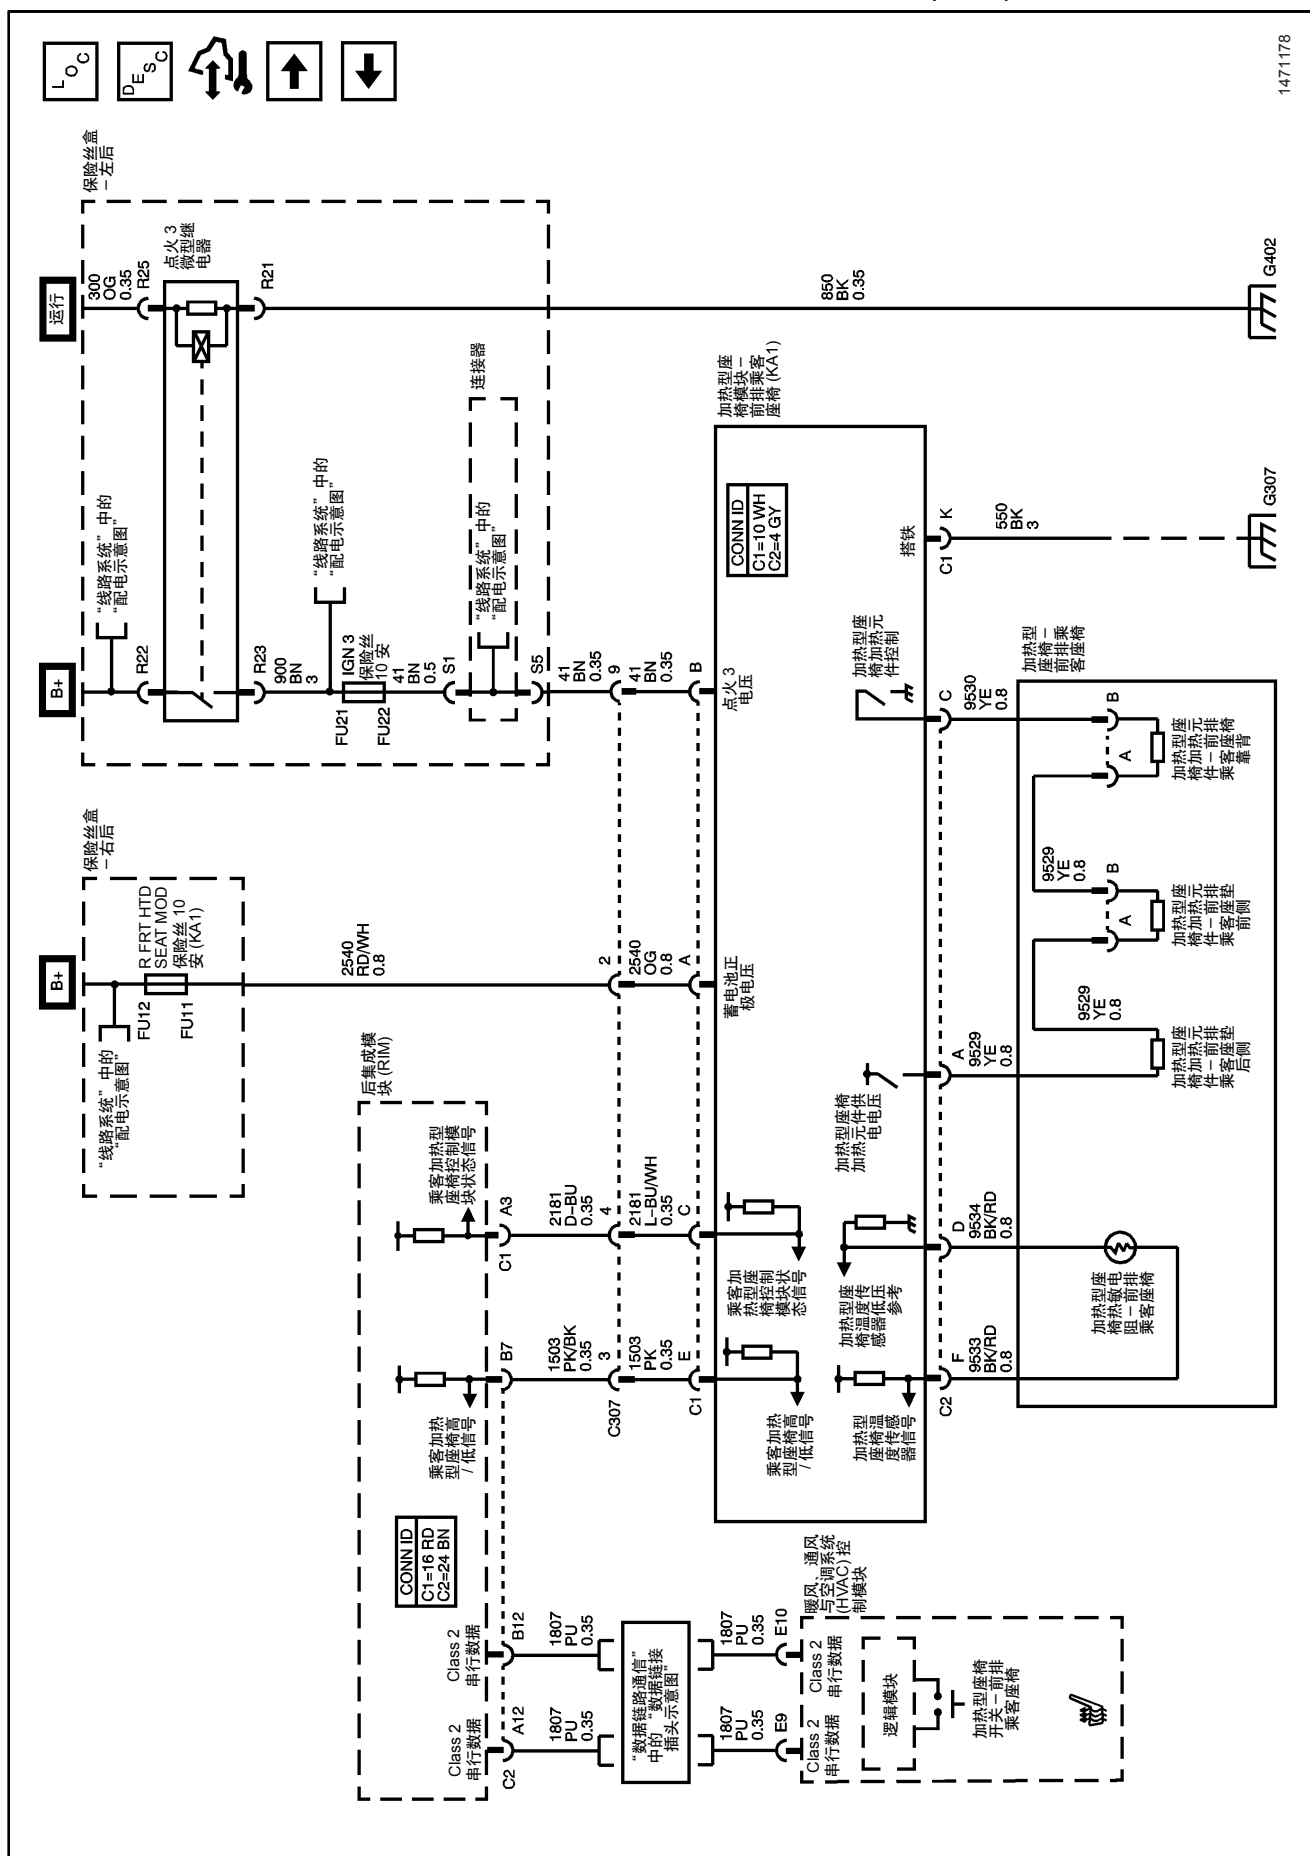 L O C
D E S C
1471178
保险丝盒
– 左后
运行
300
OG
0.35
R25
点火 3
微型继
电器
R21
850
BK
0.35
G402
B+
“线路系统” 中的
“配电示意图”
R22
R23
900
BN
3
“线路系统” 中的
“配电示意图”
IGN 3
保险丝
10 安
FU21
FU22
41
BN
0.5
S1
连接器
“线路系统” 中的
“配电示意图”
S5
41
BN
0.35
9
41
BN
0.35
B
点火 3
电压
保险丝盒
– 右后
B+
“线路系统” 中的
“配电示意图”
R FRT HTD
SEAT MOD
保险丝 10
安 (KA1)
FU12
FU11
2540
RD/WH
0.8
2
2540
OG
0.8
A
蓄电池正
极电压
加热型座
椅模块 –
前排乘客
座椅 (KA1)
CONN ID
C1=10 WH
C2=4 GY
搭铁
C1
K
550
BK
3
G307
后集成模
块 (RIM)
乘客加热型
座椅控制模
块状态信号
C1
A3
2181
D–BU
0.35
4
2181
L–BU/WH
0.35
C
乘客加
热型座
椅控制
模块状
态信号
乘客加热
型座椅高
/ 低信号
B7
1503
PK/BK
0.35
3
C307
1503
PK
0.35
E
C1
乘客加热
型座椅高
/ 低信号
CONN ID
C1=16 RD
C2=24 BN
Class 2
串行数据
B12
1807
PU
0.35
Class 2
串行数据
A12
C2
1807
PU
0.35
“数据链路通信”
中的 “数据链接
插头示意图”
1807
PU
0.35
E10
1807
PU
0.35
E9
Class 2
串行数据
Class 2
串行数据
暖风、通风
与空调系统
(HVAC) 控
制模块
逻辑模块
加热型座椅
开关 – 前排
乘客座椅
加热型座
椅加热元
件控制
C
9530
YE
0.8
加热型座椅
加热元件供
电电压
A
9529
YE
0.8
加热型座
椅温度传
感器低压
参考
D
9534
BK/RD
0.8
加热型
座椅温
度传感
器信号
F
C2
9533
BK/RD
0.8
加热型
座椅 –
前排乘
客座椅
B
A
加热型座
椅加热元
件 – 前排
乘客座椅
靠背
9529
YE
0.8
B
A
加热型座
椅加热元
件 – 前排
乘客座垫
前侧
9529
YE
0.8
加热型座
椅加热元
件 – 前排
乘客座垫
后侧
加热型座
椅热敏电
阻 – 前排
乘客座椅